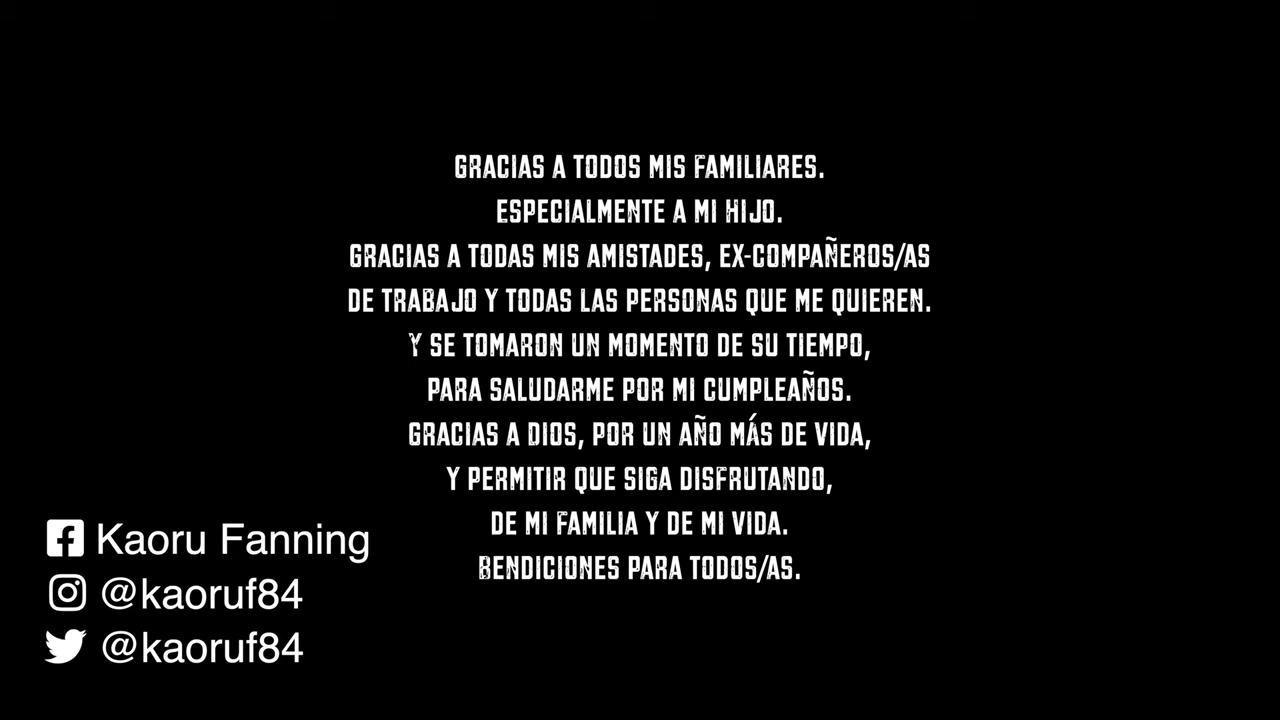 GRACIAS A TODOS MIS FAMILIARES.
ESPECIALMENTE A MI HIJO.
GRACIAS A TODAS MIS AMISTADES, EX-COMPAÑEROS/AS
DE TRABAJO Y TODAS LAS PERSONAS QUE ME QUIEREN.
Y SE TOMARON UN MOMENTO DE SU TIEMPO,
PARA SALUDARME POR MI CUMPLEAÑOS.
GRACIAS A DIOS, POR UN AÑO MÁS DE VIDA,
Y PERMITIR QUE SIGA DISFRUTANDO,
DE MI FAMILIA Y DE MI VIDA.
BENDICIONES PARA TODOS/AS.
Kaoru Fanning
@kaoruf84
@kaoruf84